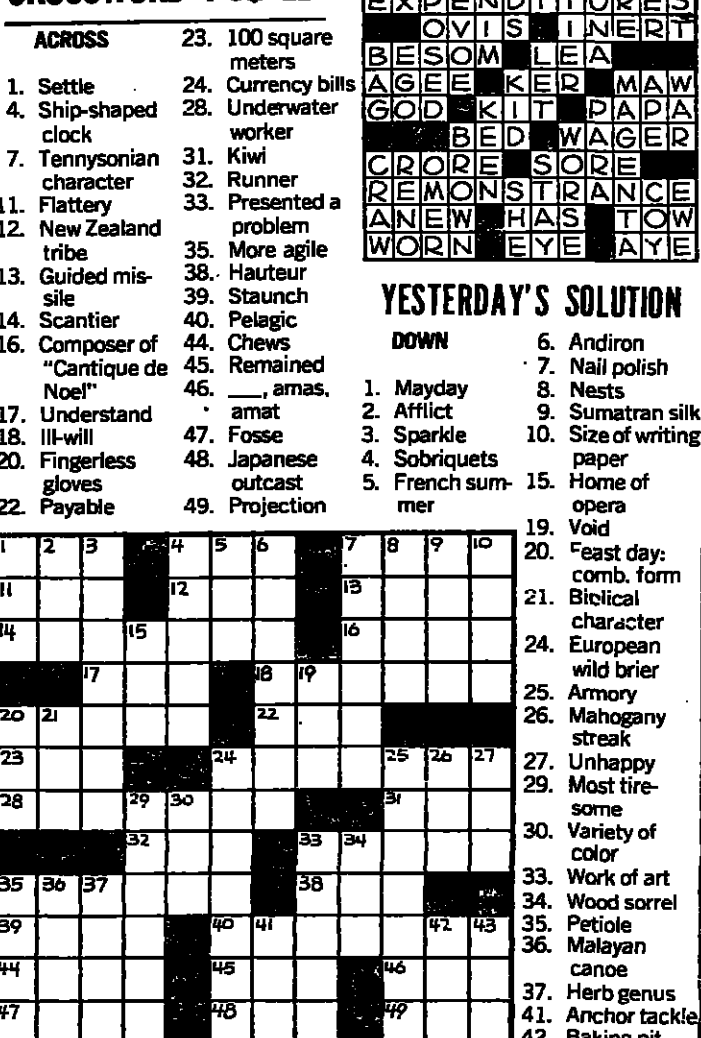 ACROSS
1. Settle
4. Ship-shaped
clock
7. Tennysonian
character
11. Flattery
12. New Zealand
tribe
13. Guided mis-
sile
14. Scantier
16. Composer of
"Cantique de
Noel"
17. Understand
18. Ill-will
20. Fingerless
gloves
22. Payable
23. 100 square
meters
24. Currency bills
28. Underwater
worker
31. Kiwi
32. Runner
33. Presented a
problem
35. More agile
38. Hauteur
39. Staunch
40. Pelagic
44. Chews
45. Remained
46. ___, amas,
amat
47. Fosse
48. Japanese
outcast
49. Projection
EXPENDITURES
OVIS INERT
BESOM LEA
AGEE KER MAW
GOD KIT PAPA
BED WAGER
CRORE SORE
REMONSTRANCE
ANEW HAS TOW
WORN EYE AYE
YESTERDAY'S SOLUTION
DOWN
1. Mayday
2. Afflict
3. Sparkle
4. Sobriquets
5. French sum-
mer
6. Andiron
7. Nail polish
8. Nests
9. Sumatran silk
10. Size of writing
paper
15. Home of
opera
19. Void
20. Feast day:
comb. form
21. Biblical
character
24. European
wild brier
25. Armory
26. Mahogany
streak
27. Unhappy
29. Most tire-
some
30. Variety of
color
33. Work of art
34. Wood sorrel
35. Petiole
36. Malayan
canoe
37. Herb genus
41. Anchor tackle
1 2 3 4 5 6 7 8 9 10
11 12 13
14 15 16
17 18 19
20 21 22
23 24 25 26 27
28 29 30 31
32 33 34
35 36 37 38
39 40 41 42 43
44 45 46
47 48 49